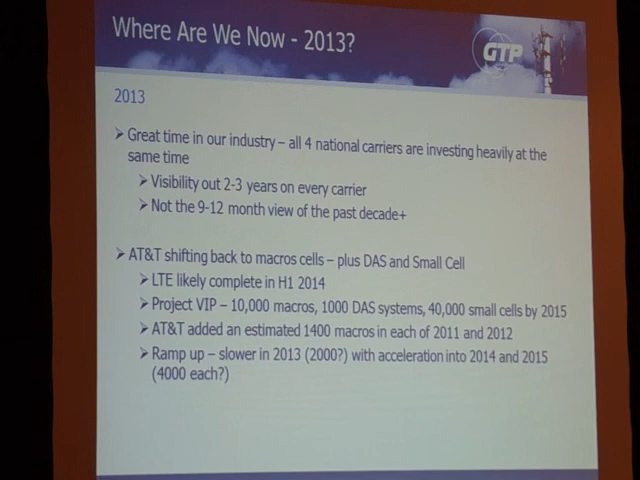 Where Are We Now - 2013?
GTP
2013
➢ Great time in our industry – all 4 national carriers are investing heavily at the
same time
➢ Visibility out 2-3 years on every carrier
➢ Not the 9-12 month view of the past decade+
➢ AT&T shifting back to macros cells – plus DAS and Small Cell
➢ LTE likely complete in H1 2014
➢ Project VIP – 10,000 macros, 1000 DAS systems, 40,000 small cells by 2015
➢ AT&T added an estimated 1400 macros in each of 2011 and 2012
➢ Ramp up – slower in 2013 (2000?) with acceleration into 2014 and 2015
(4000 each?)